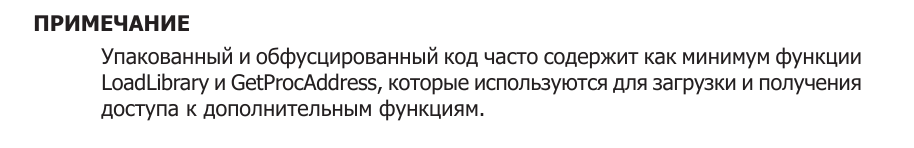 ПРИМЕЧАНИЕ
Упакованный и обфусцированный код часто содержит как минимум функции
LoadLibrary и GetProcAddress, которые используются для загрузки и получения
доступа к дополнительным функциям.